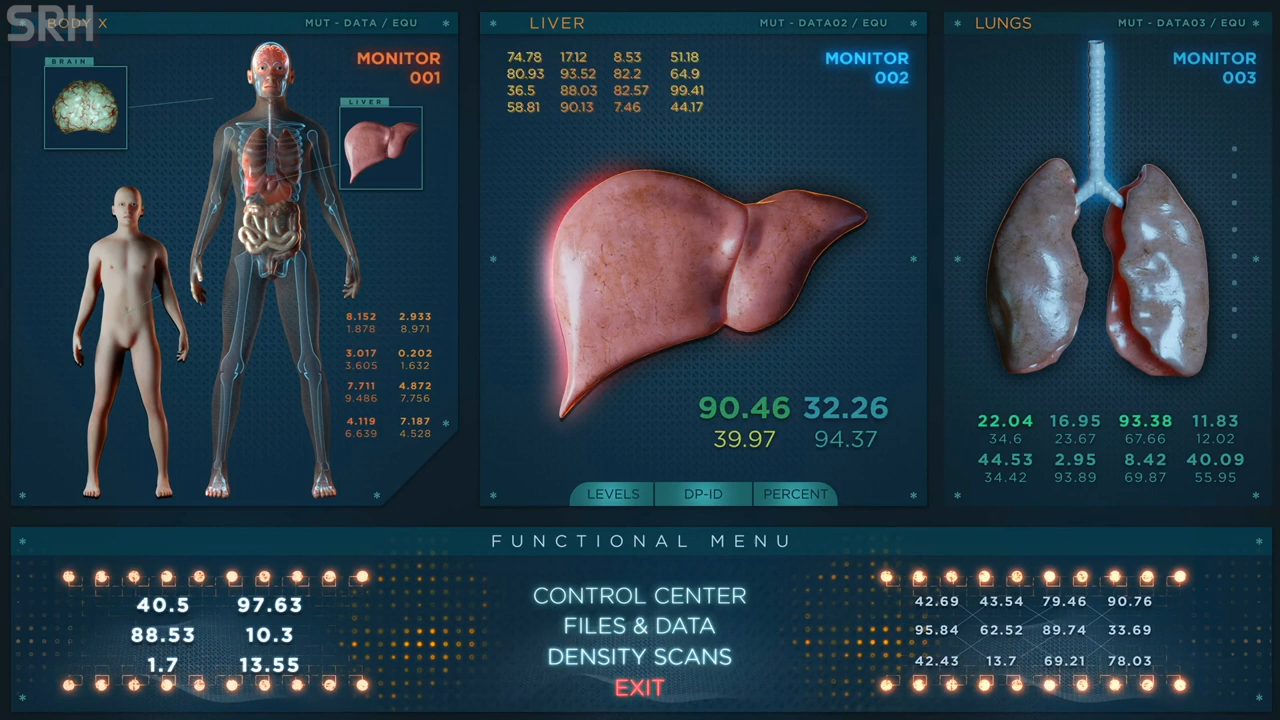 SRH
BODY X
MUT - DATA / EQU
MONITOR
001
BRAIN
LIVER
8.152 2.933
1.878 8.971
3.017 0.202
3.605 1.632
7.711 4.872
9.486 7.756
4.119 7.187
6.639 4.528
LIVER
MUT - DATA02 / EQU
74.78 17.12 8.53 51.18
80.93 93.52 82.2 64.9
36.5 88.03 82.57 99.41
58.81 90.13 7.46 44.17
MONITOR
002
90.46 32.26
39.97 94.37
LEVELS DP-ID PERCENT
LUNGS
MUT - DATA03 / EQU
MONITOR
003
22.04 16.95 93.38 11.83
34.6 23.67 67.66 12.02
44.53 2.95 8.42 40.09
34.42 93.89 69.87 55.95
FUNCTIONAL MENU
40.5 97.63
88.53 10.3
1.7 13.55
CONTROL CENTER
FILES & DATA
DENSITY SCANS
EXIT
42.69 43.54 79.46 90.76
95.84 62.52 89.74 33.69
42.43 13.7 69.21 78.03